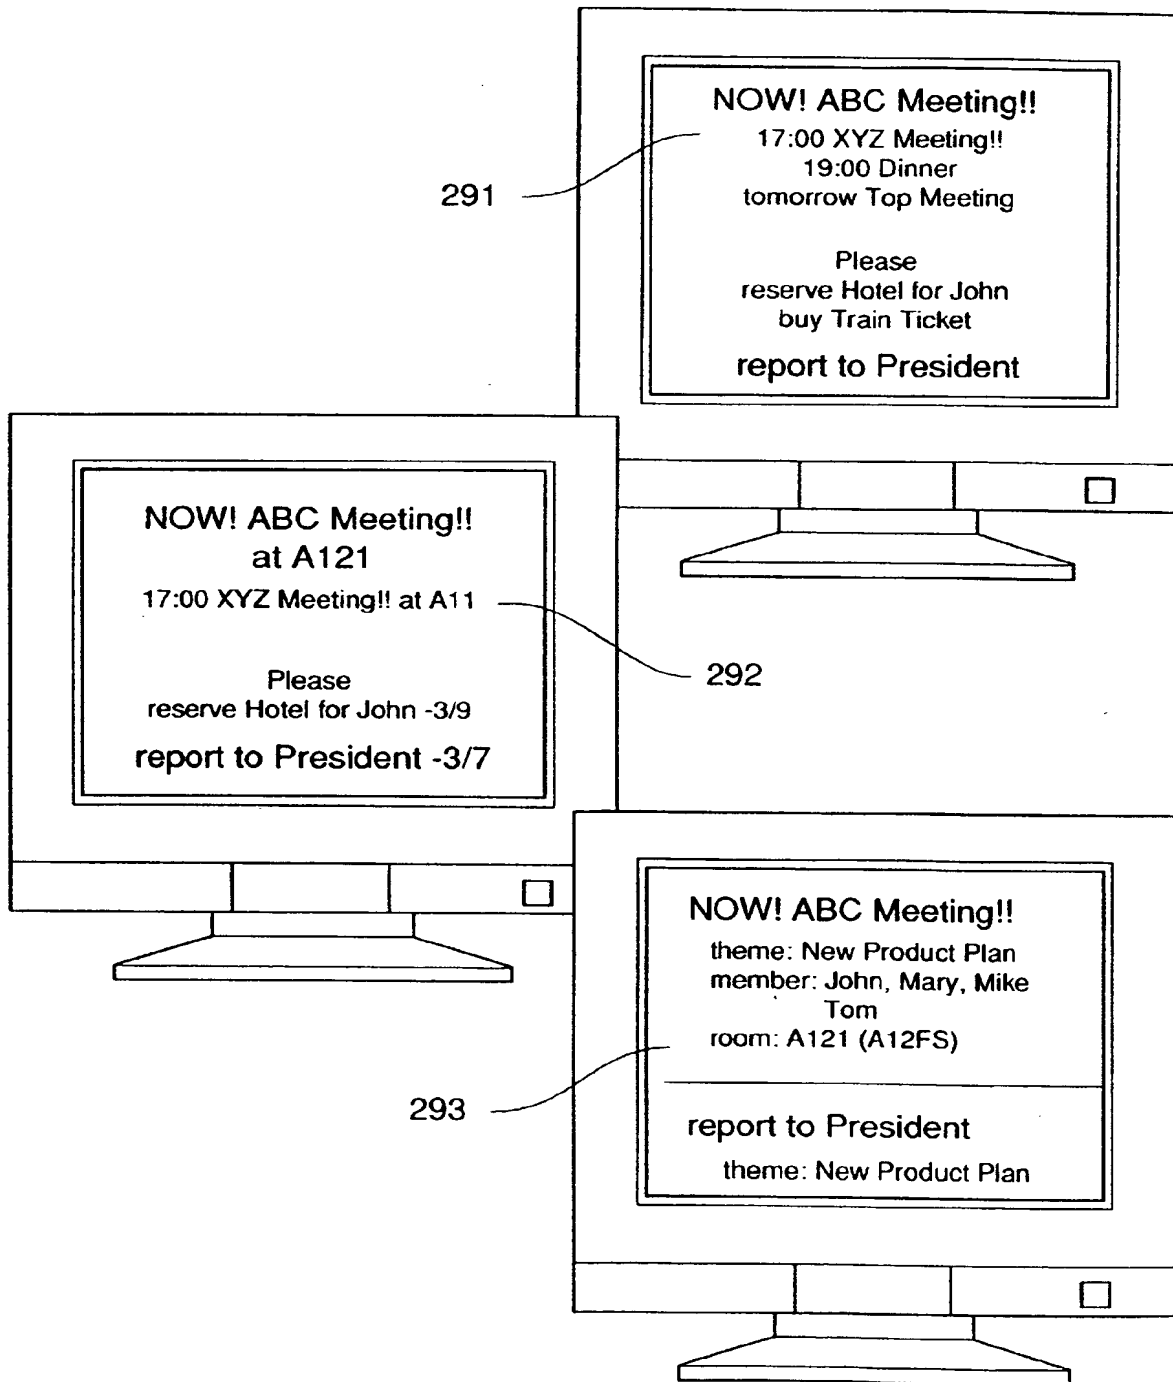 NOW! ABC Meeting!!
17:00 XYZ Meeting!!
19:00 Dinner
tomorrow Top Meeting
Please
reserve Hotel for John
buy Train Ticket
report to President
291
NOW! ABC Meeting!!
at A121
17:00 XYZ Meeting!! at A11
Please
reserve Hotel for John -3/9
report to President -3/7
292
NOW! ABC Meeting!!
theme: New Product Plan
member: John, Mary, Mike
Tom
room: A121 (A12FS)
report to President
theme: New Product Plan
293